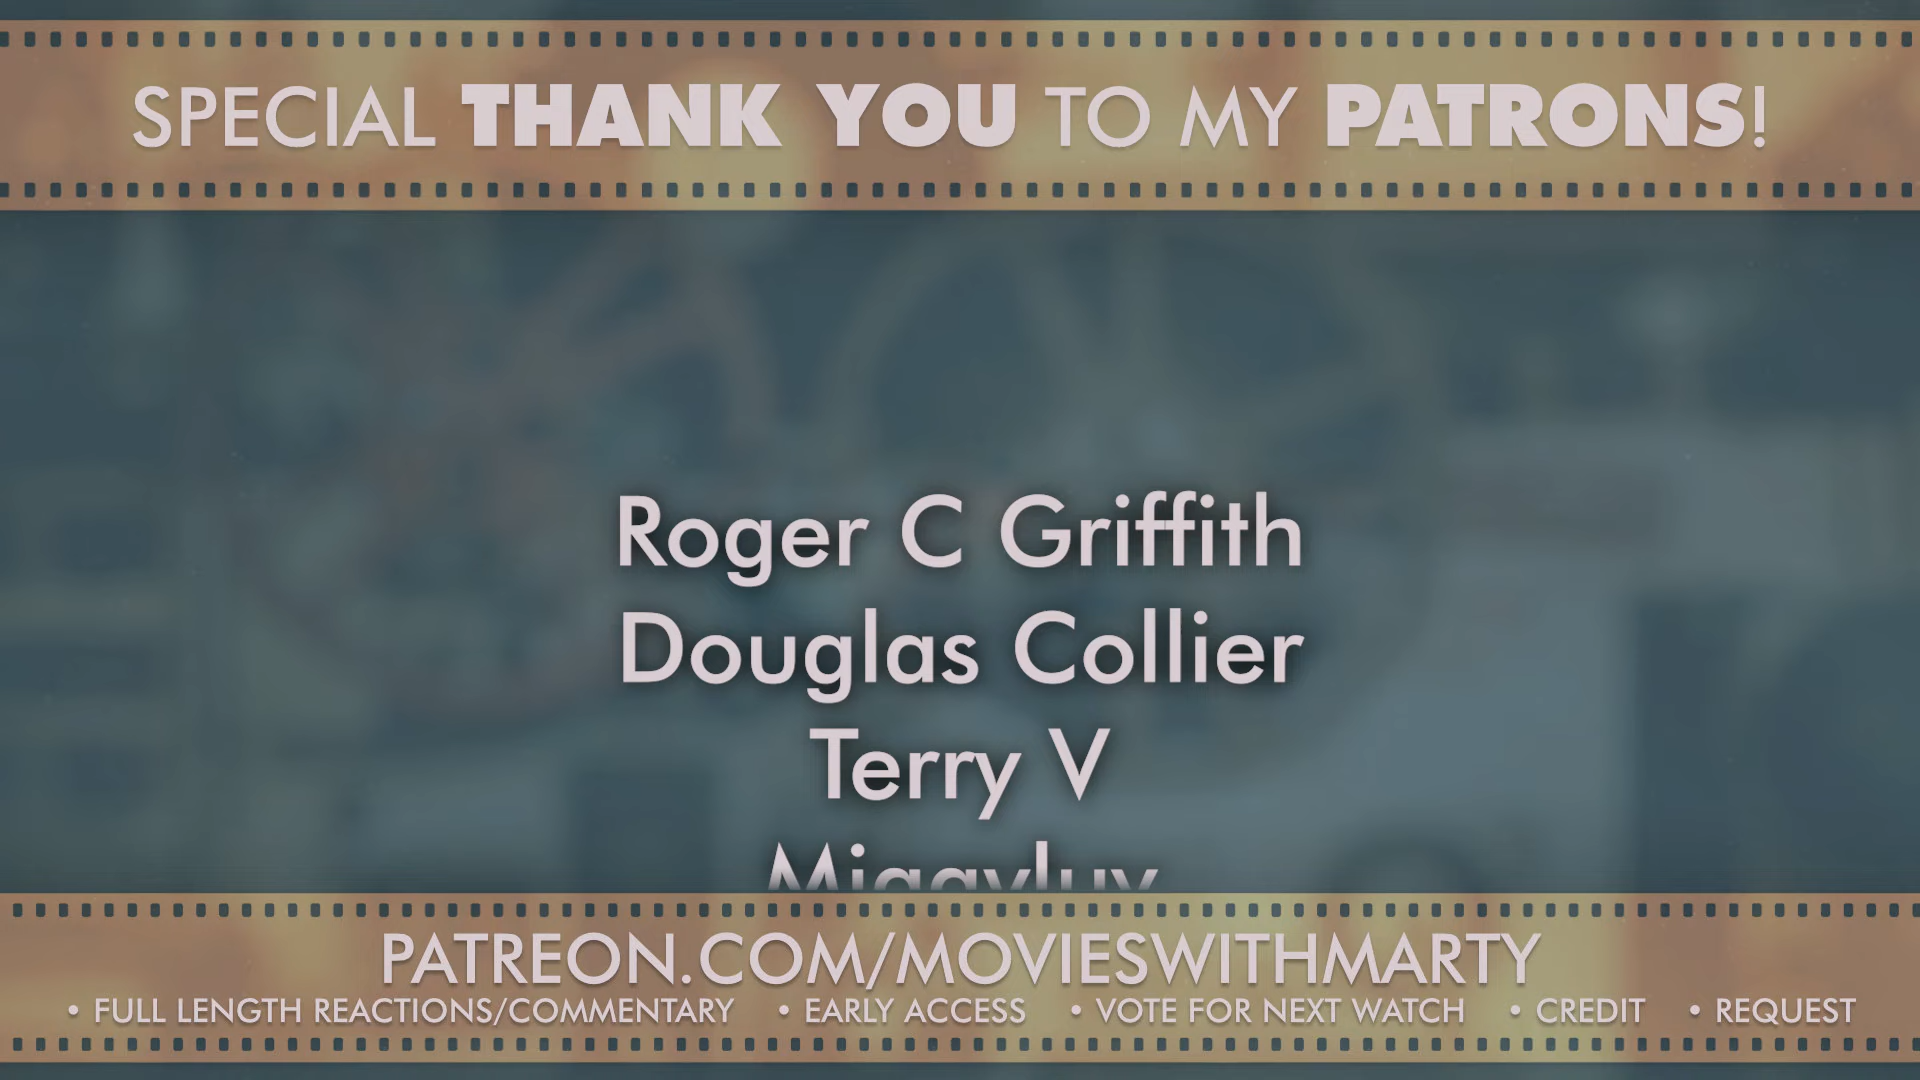 SPECIAL THANK YOU TO MY PATRONS!
Roger C Griffith
Douglas Collier
Terry V
PATREON.COM/MOVIESWITHMARTY
• FULL LENGTH REACTIONS/COMMENTARY • EARLY ACCESS • VOTE FOR NEXT WATCH • CREDIT • REQUEST